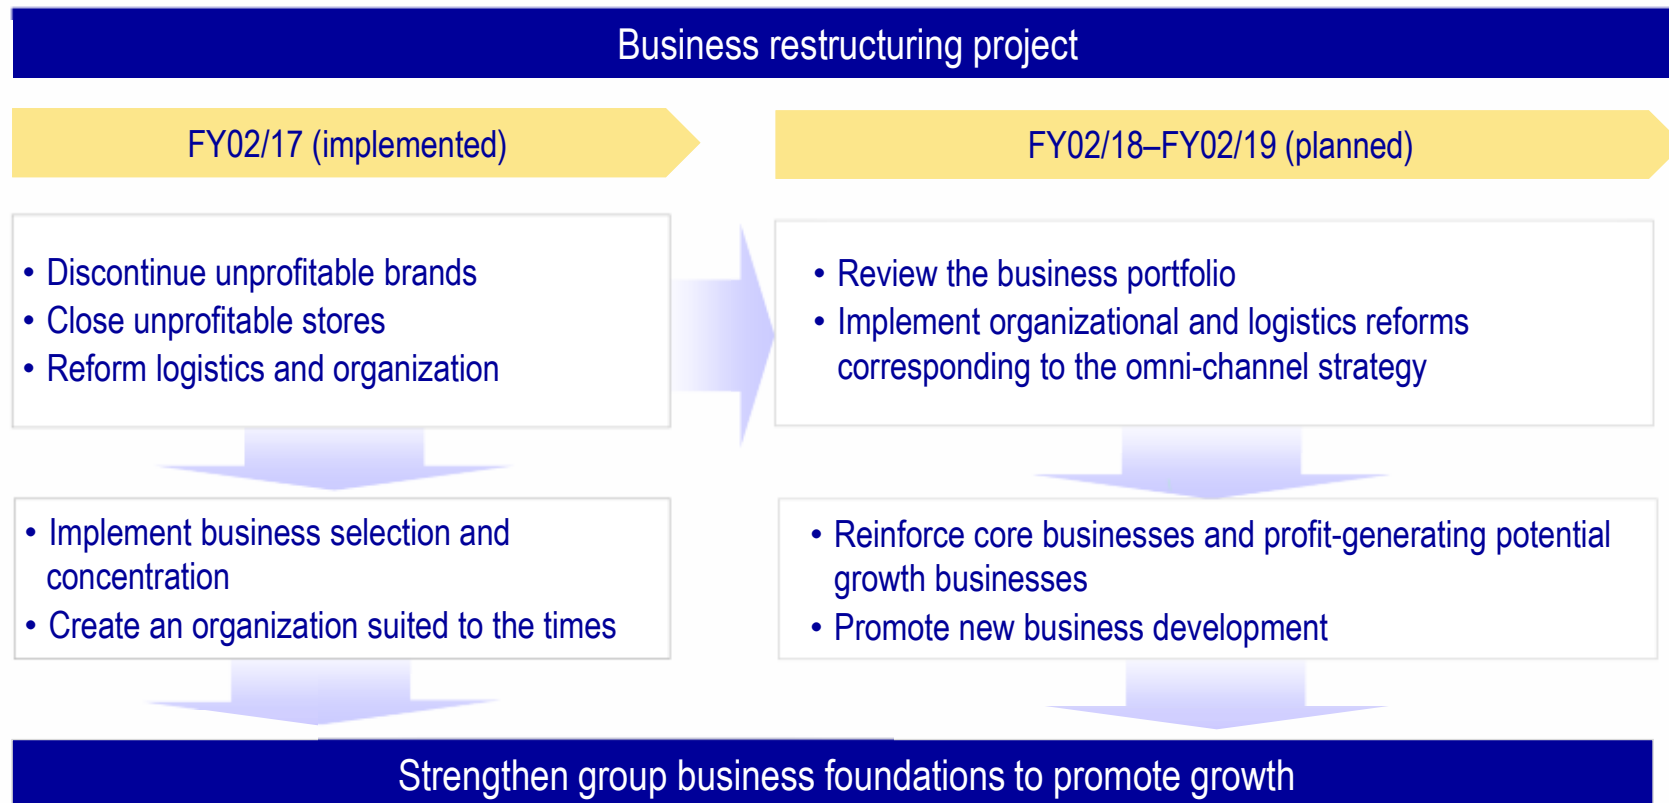 Business restructuring project
FY02/17 (implemented)
FY02/18–FY02/19 (planned)
• Discontinue unprofitable brands
• Close unprofitable stores
• Reform logistics and organization
• Review the business portfolio
• Implement organizational and logistics reforms
corresponding to the omni-channel strategy
• Implement business selection and
concentration
• Create an organization suited to the times
• Reinforce core businesses and profit-generating potential
growth businesses
• Promote new business development
Strengthen group business foundations to promote growth